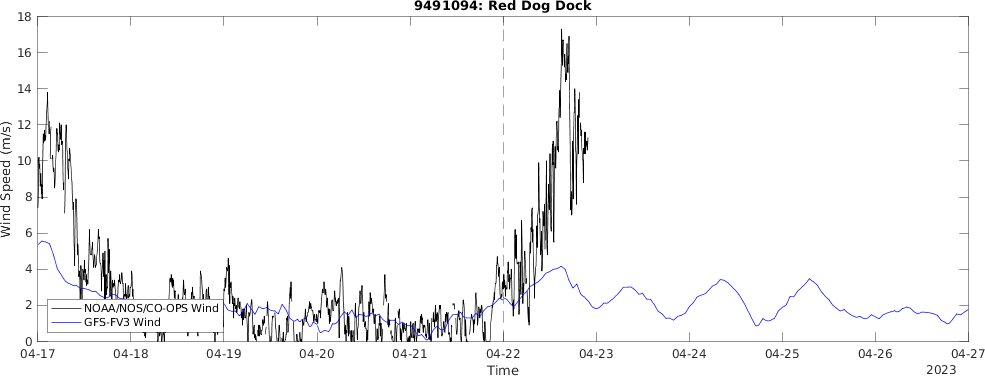 9491094: Red Dog Dock
Wind Speed (m/s)
18
16
14
12
10
8
6
4
2
0
NOAA/NOS/CO-OPS Wind
GFS-FV3 Wind
04-17 04-18 04-19 04-20 04-21 04-22 04-23 04-24 04-25 04-26 04-27
Time
2023